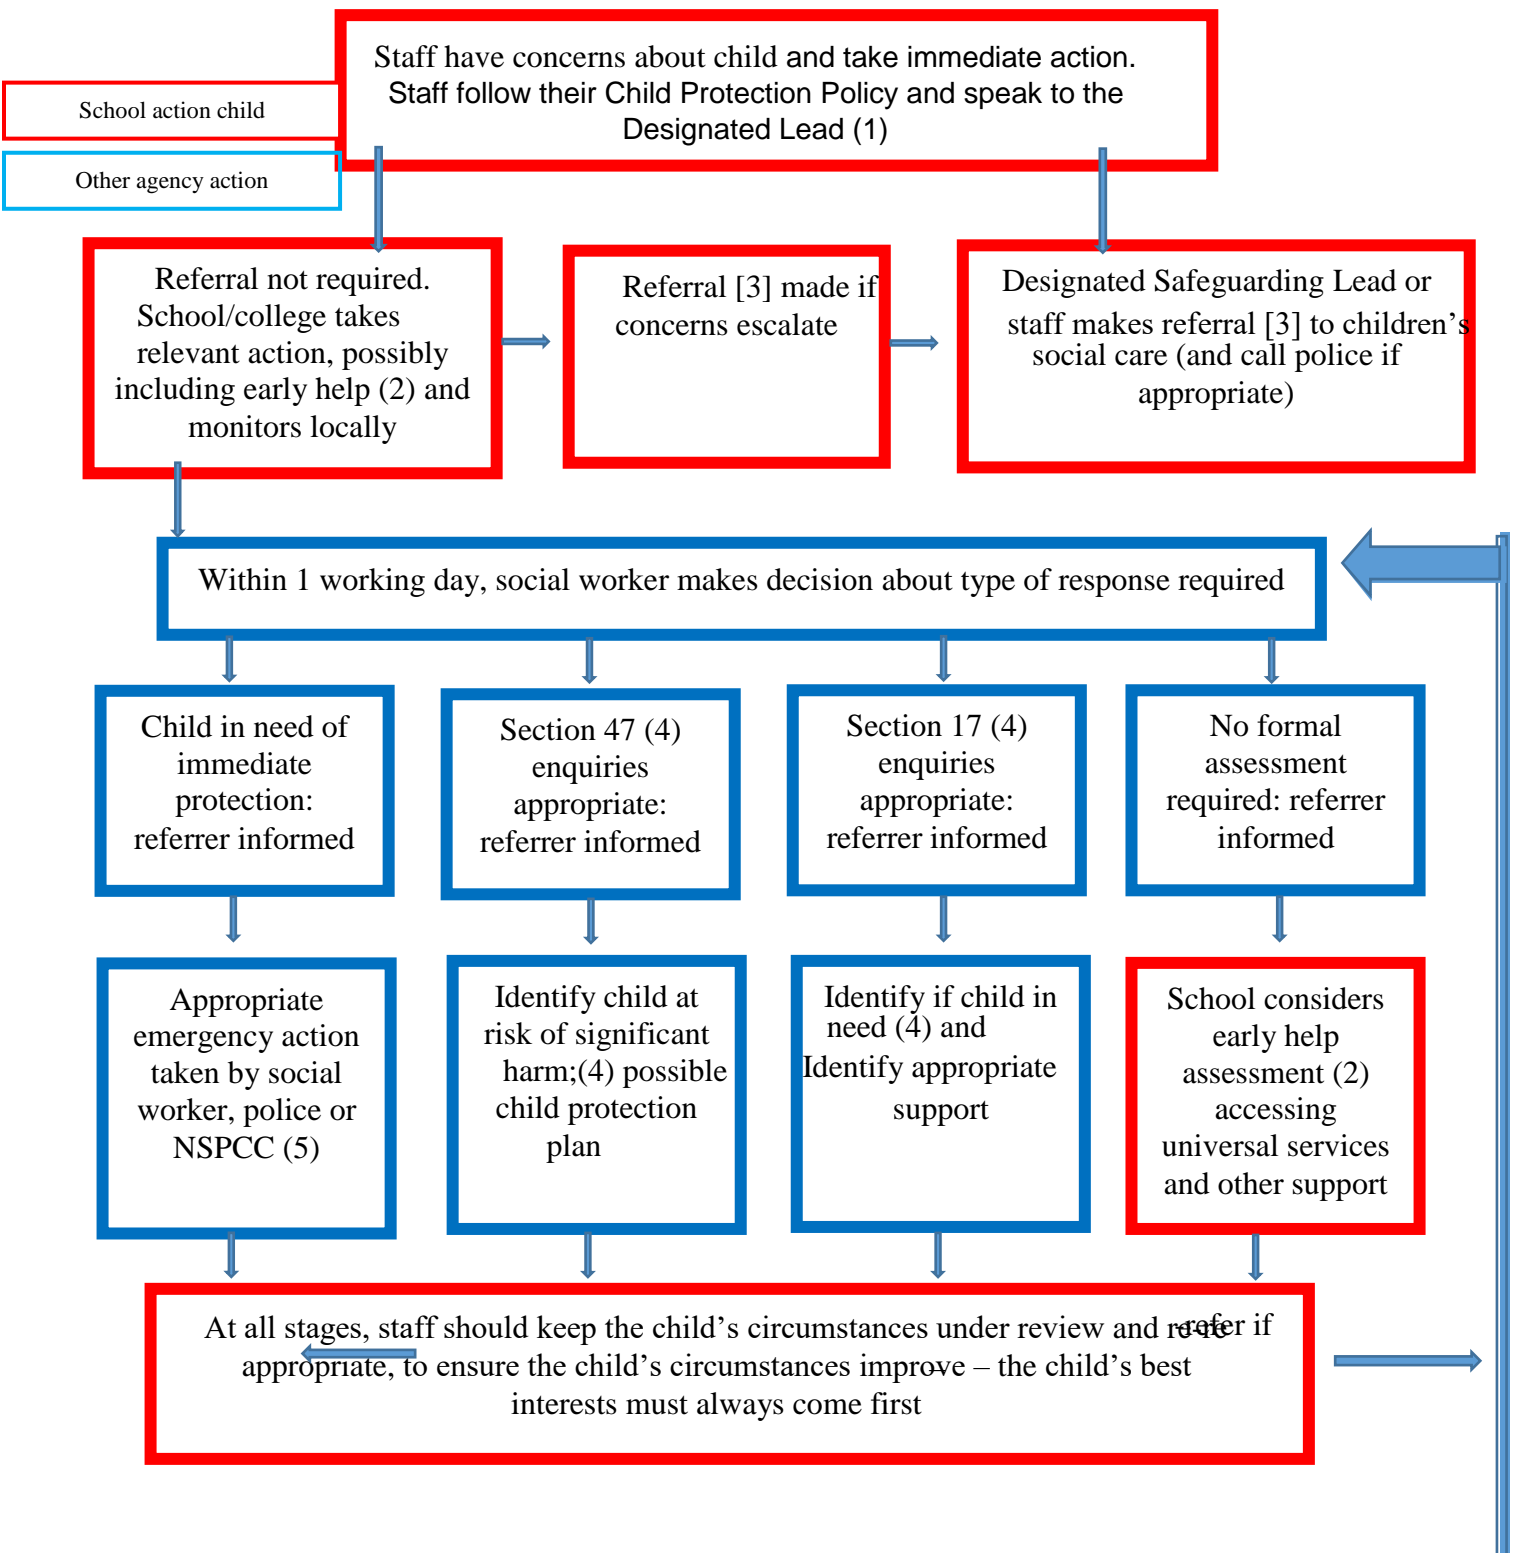 Staff have concerns about child and take immediate action.
Staff follow their Child Protection Policy and speak to the
Designated Lead (1)
School action child
Other agency action
Referral not required.
School/college takes
relevant action, possibly
including early help (2) and
monitors locally
Referral [3] made if
concerns escalate
Designated Safeguarding Lead or
staff makes referral [3] to children’s
social care (and call police if
appropriate)
Within 1 working day, social worker makes decision about type of response required
Child in need of
immediate
protection:
referrer informed
Section 47 (4)
enquiries
appropriate:
referrer informed
Section 17 (4)
enquiries
appropriate:
referrer informed
No formal
assessment
required: referrer
informed
Appropriate
emergency action
taken by social
worker, police or
NSPCC (5)
Identify child at
risk of significant
harm;(4) possible
child protection
plan
Identify if child in
need (4) and
Identify appropriate
support
School considers
early help
assessment (2)
accessing
universal services
and other support
At all stages, staff should keep the child’s circumstances under review and re-refer if
appropriate, to ensure the child’s circumstances improve – the child’s best
interests must always come first